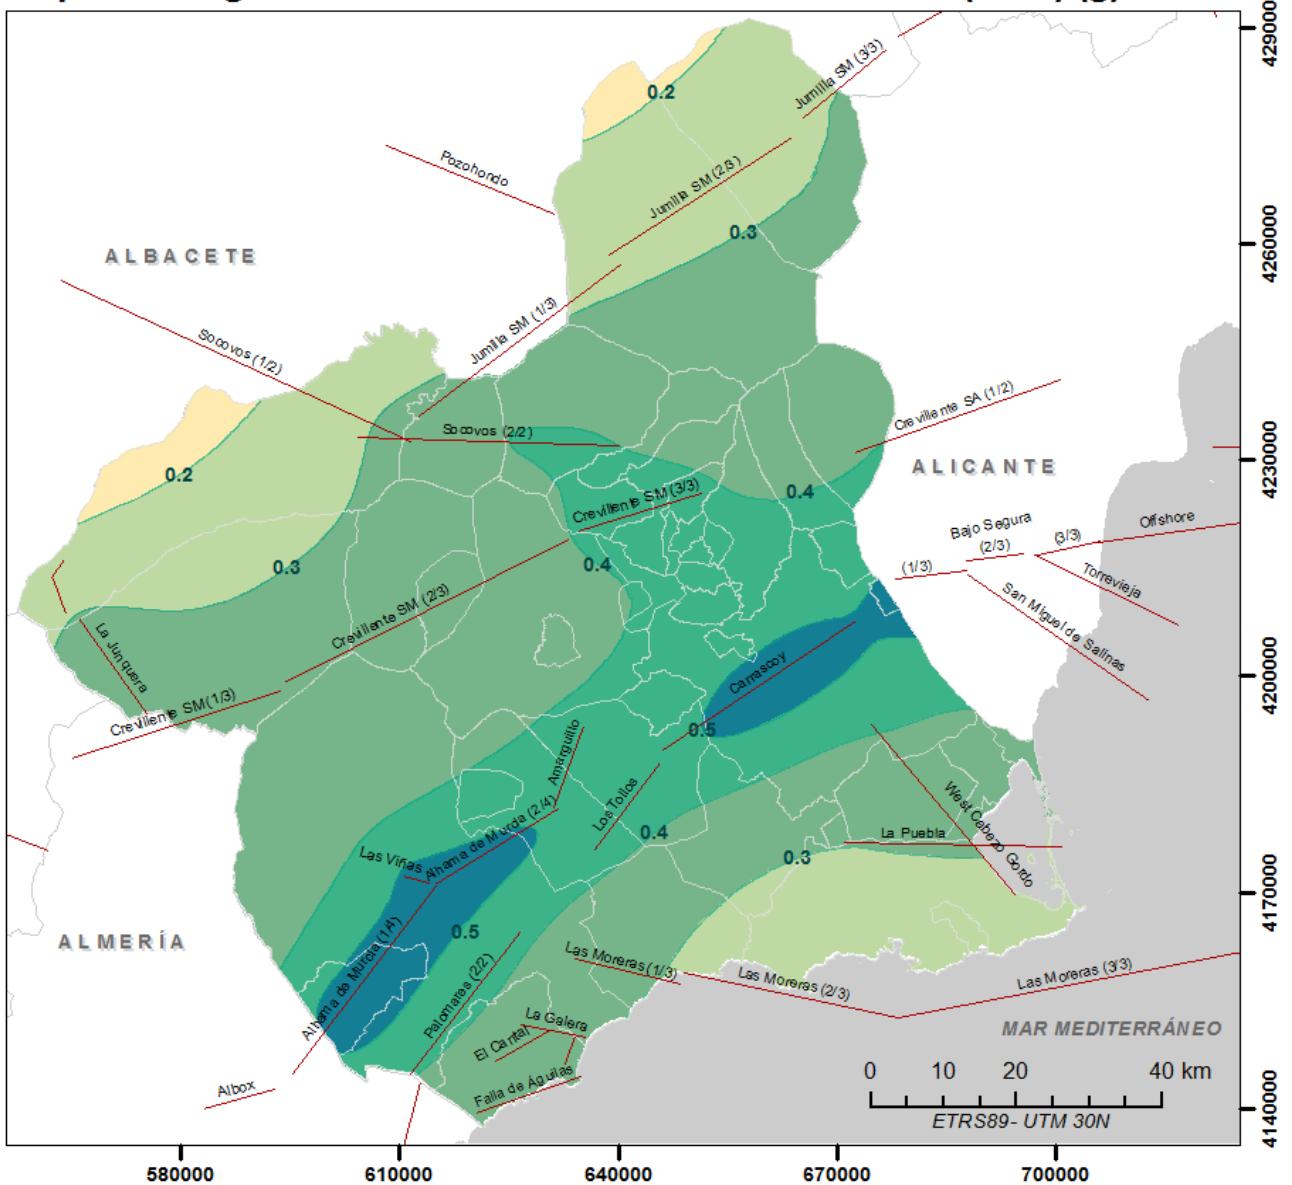 4290000
Jumilla SM (3/3)
0.2
Pozohondo
Jumilla SM (2/3)
0.3
4260000
ALBACETE
Jumilla SM (1/3)
Socovos (1/2)
Crevillente SA (1/2)
Socovos (2/2)
4230000
ALICANTE
0.2
0.4
Crevillente SM (3/3)
Offshore
Bajo Segura
(2/3)
(3/3)
(1/3)
0.3
0.4
Torrevieja
San Miguel de Salinas
Crevillente SM (2/3)
La Junquera
Carrascoy
4200000
Crevillente SM (1/3)
0.5
Amarguillo
Los Tollos
West Cabezo Gordo
La Puebla
0.4
0.3
Alhama de Murcia (2/4)
Las Viñas
4170000
0.5
ALMERÍA
Alhama de Murcia (1/4)
Palomares (2/2)
Las Moreras (1/3)
Las Moreras (2/3)
Las Moreras (3/3)
La Galera
El Cantal
MAR MEDITERRÁNEO
Falla de Águilas
Albox
0 10 20 40 km
ETRS89- UTM 30N
4140000
580000 610000 640000 670000 700000